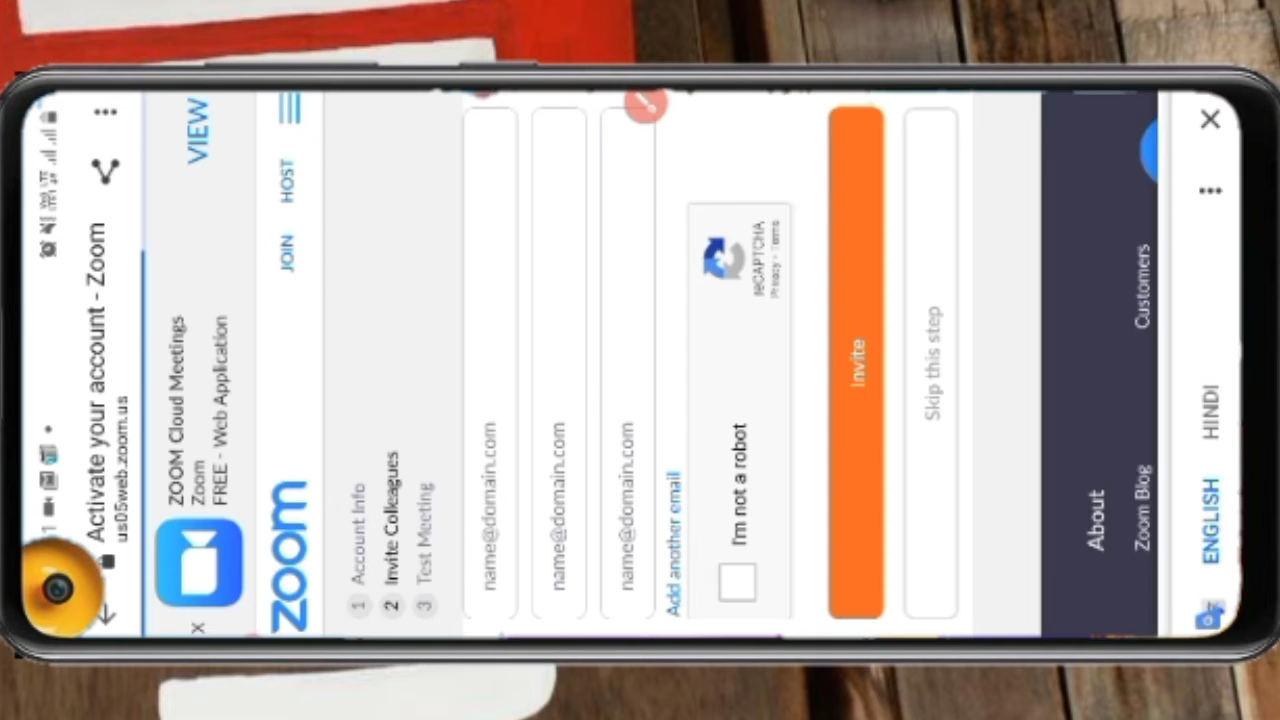 Activate your account - Zoom
us05web.zoom.us
x
ZOOM Cloud Meetings
Zoom
FREE - Web Application
VIEW
zoom
JOIN
HOST
1 Account Info
2 Invite Colleagues
3 Test Meeting
name@domain.com
name@domain.com
name@domain.com
Add another email
I'm not a robot
reCAPTCHA
Privacy - Terms
Invite
Skip this step
About
Zoom Blog
Customers
ENGLISH
HINDI